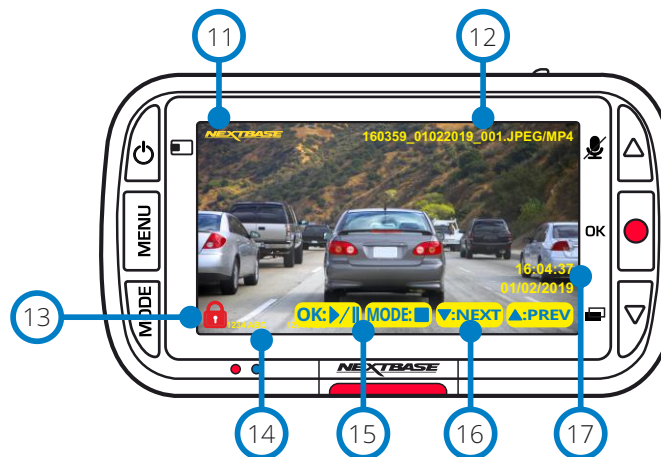 11
12
NEXTBASE
160359_01022019_001.JPEG/MP4
MENU
OK
16:04:37
01/02/2019
MODE
13
OK:▶/II
MODE:■
▼:NEXT
▲:PREV
NEXTBASE
14
15
16
17